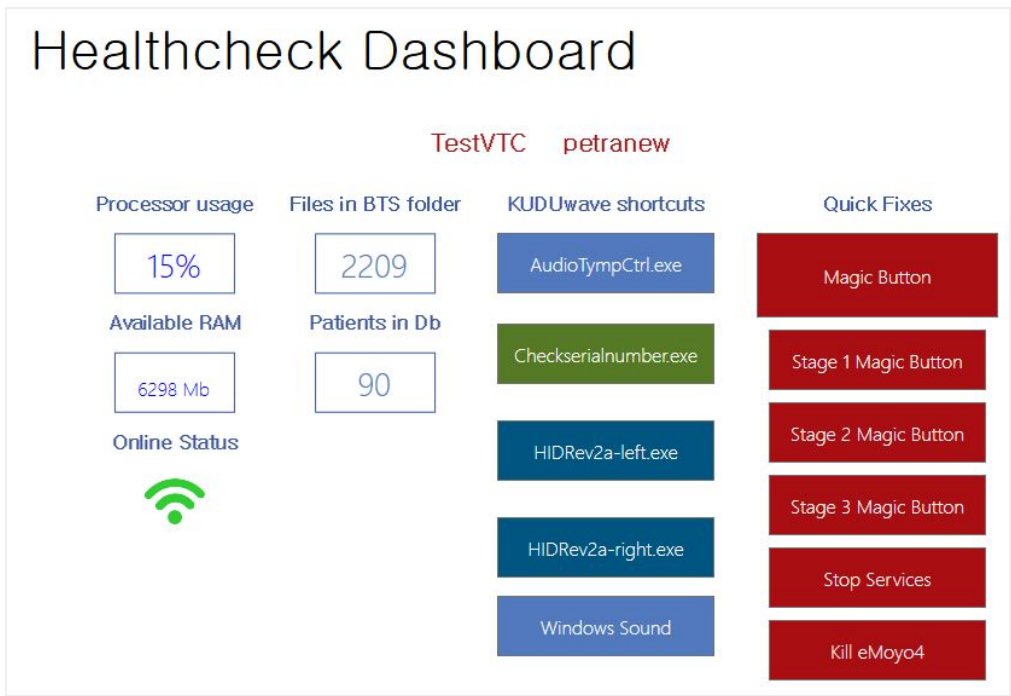 Healthcheck Dashboard
TestVTC petranew
Processor usage
15%
Available RAM
6298 Mb
Online Status
Files in BTS folder
2209
Patients in Db
90
KUDUwave shortcuts
AudioTympCtrl.exe
Checkserialnumber.exe
HIDRev2a-left.exe
HIDRev2a-right.exe
Windows Sound
Quick Fixes
Magic Button
Stage 1 Magic Button
Stage 2 Magic Button
Stage 3 Magic Button
Stop Services
Kill eMoyo4